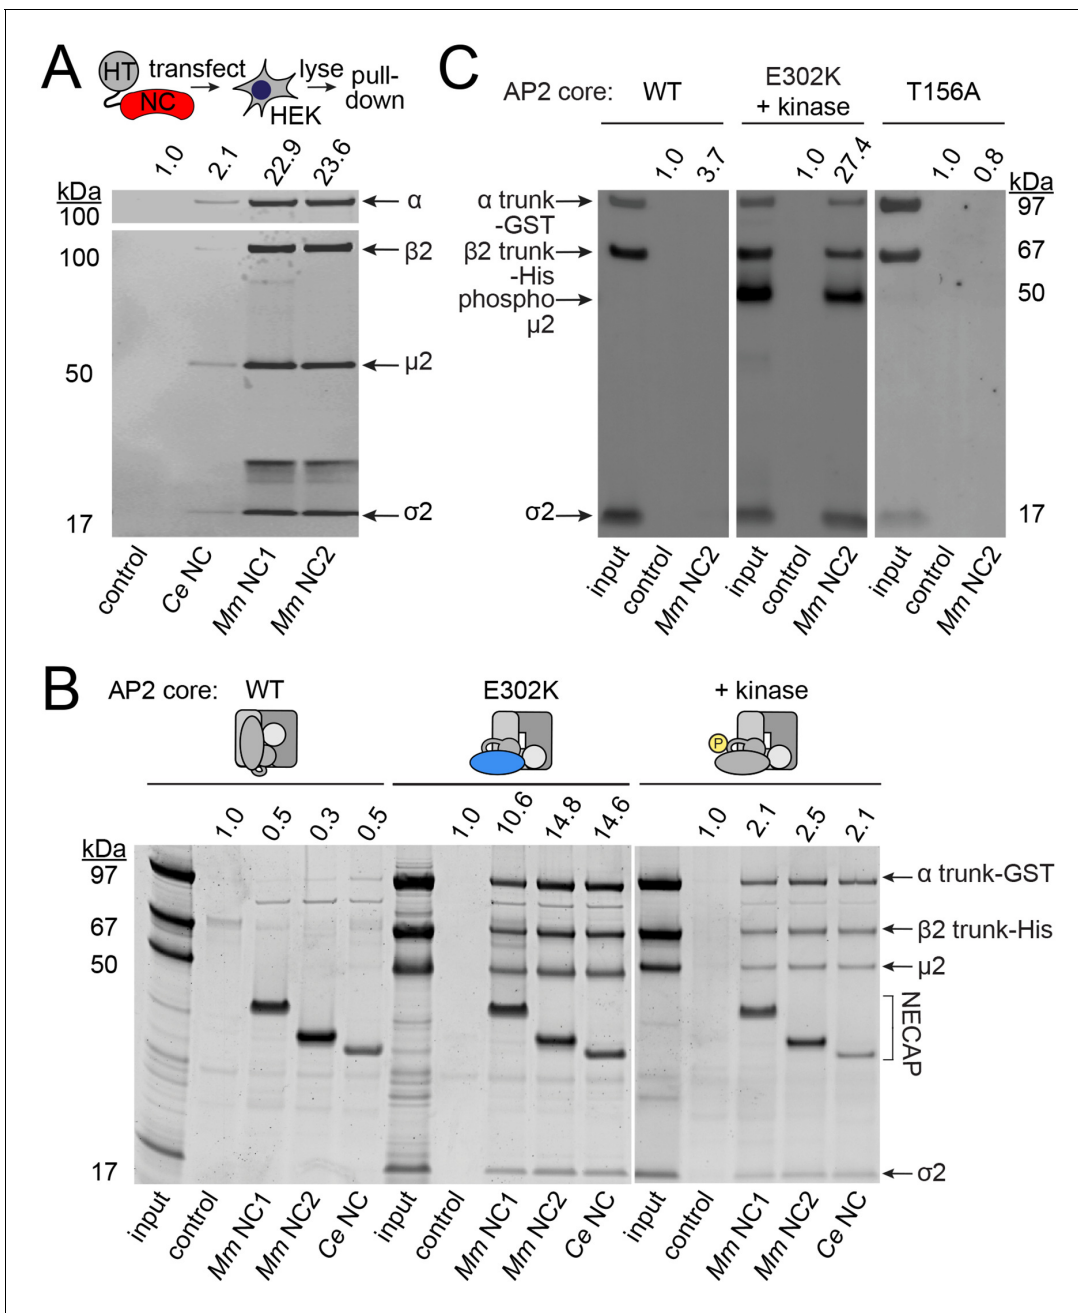 A
HT
NC
transfect
HEK
lyse
pull-
down
1.0 2.1 22.9 23.6
kDa
100
100
50
17
α
β2
μ2
σ2
control Ce NC Mm NC1 Mm NC2
C
AP2 core: WT E302K + kinase T156A
1.0 3.7 1.0 27.4 1.0 0.8
α trunk
-GST
β2 trunk
-His
phospho
μ2
σ2
kDa
97
67
50
17
input control Mm NC2 input control Mm NC2 input control Mm NC2
B
AP2 core: WT E302K + kinase
P
1.0 0.5 0.3 0.5 1.0 10.6 14.8 14.6 1.0 2.1 2.5 2.1
kDa
97
67
50
17
α trunk-GST
β2 trunk-His
μ2
NECAP
σ2
input control Mm NC1 Mm NC2 Ce NC input control Mm NC1 Mm NC2 Ce NC input control Mm NC1 Mm NC2 Ce NC